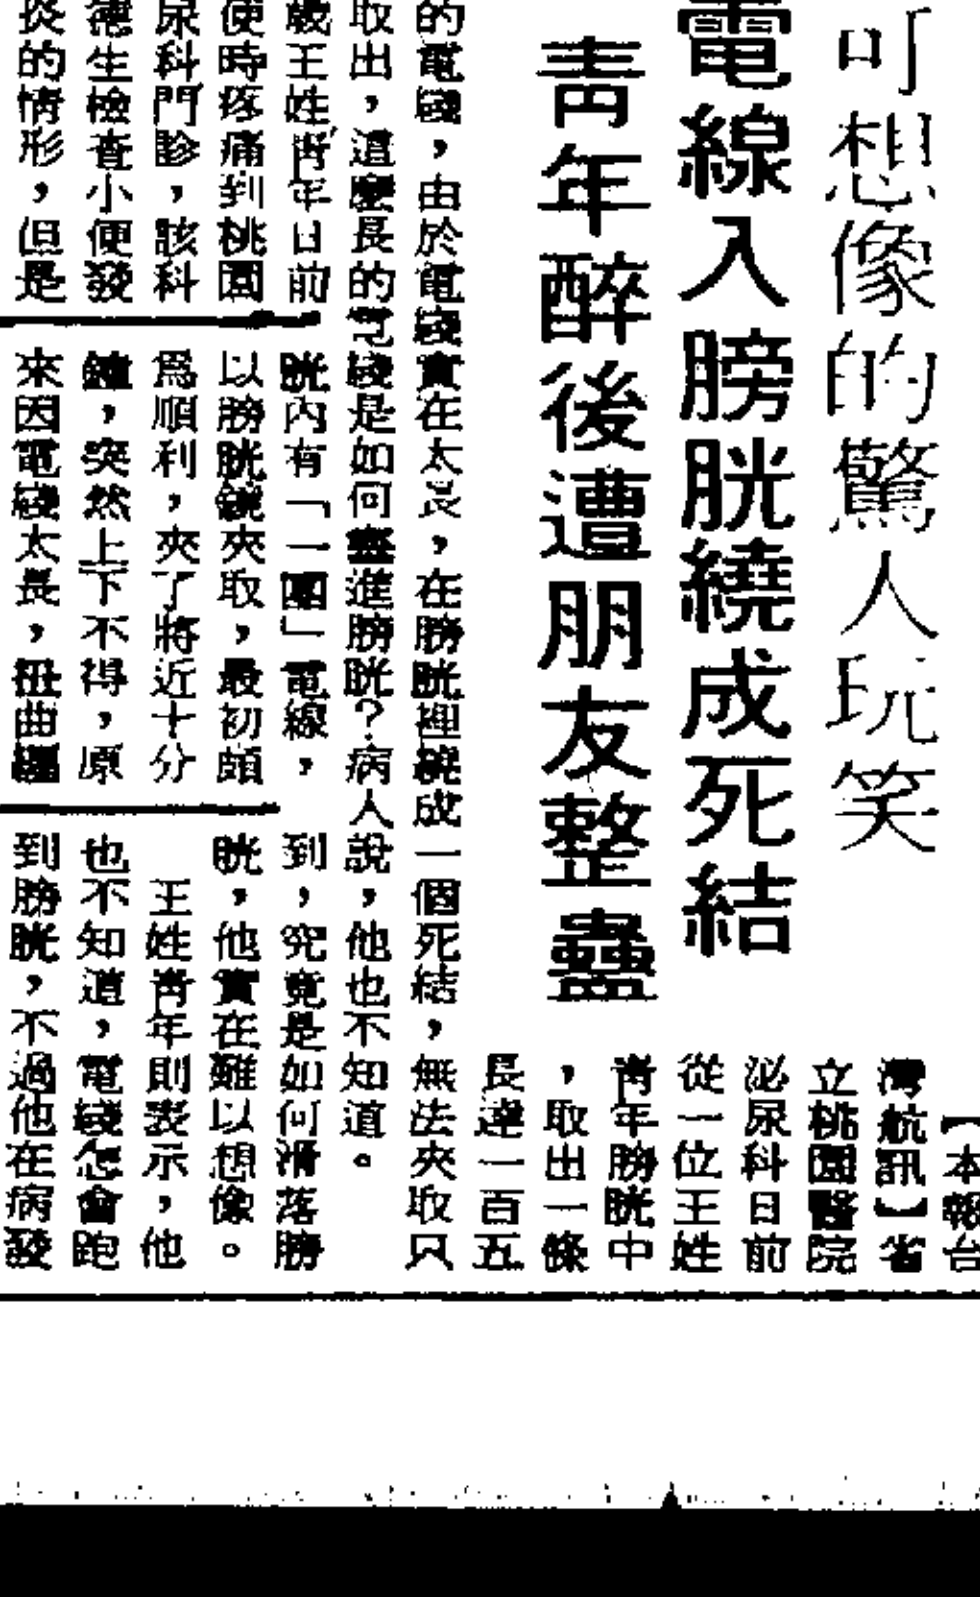 可想像的驚人玩笑
電線入膀胱繞成死結
青年醉後遭朋友整蠱
【本報台
灣航訊】省
立桃園醫院
泌尿科日前
從一位王姓
青年膀胱中
，取出一條
長達一百五
的電綫，由於電綫實在太長，在膀胱裡繞成一個死結，無法夾取只
取出，這麼長的電綫是如何塞進膀胱？病人說，他也不知道。
歲王姓青年日前
便時疼痛到桃園
尿科門診，該科
德生檢查小便發
炎的情形，但是
胱內有「一團」電線，
以膀胱鏡夾取，最初頗
為順利，夾了將近十分
鐘，突然上下不得，原
來因電綫太長，扭曲纏
到，究竟是如何滑落膀
胱，他實在難以想像。
王姓青年則表示，他
也不知道，電綫怎會跑
到膀胱，不過他在病發